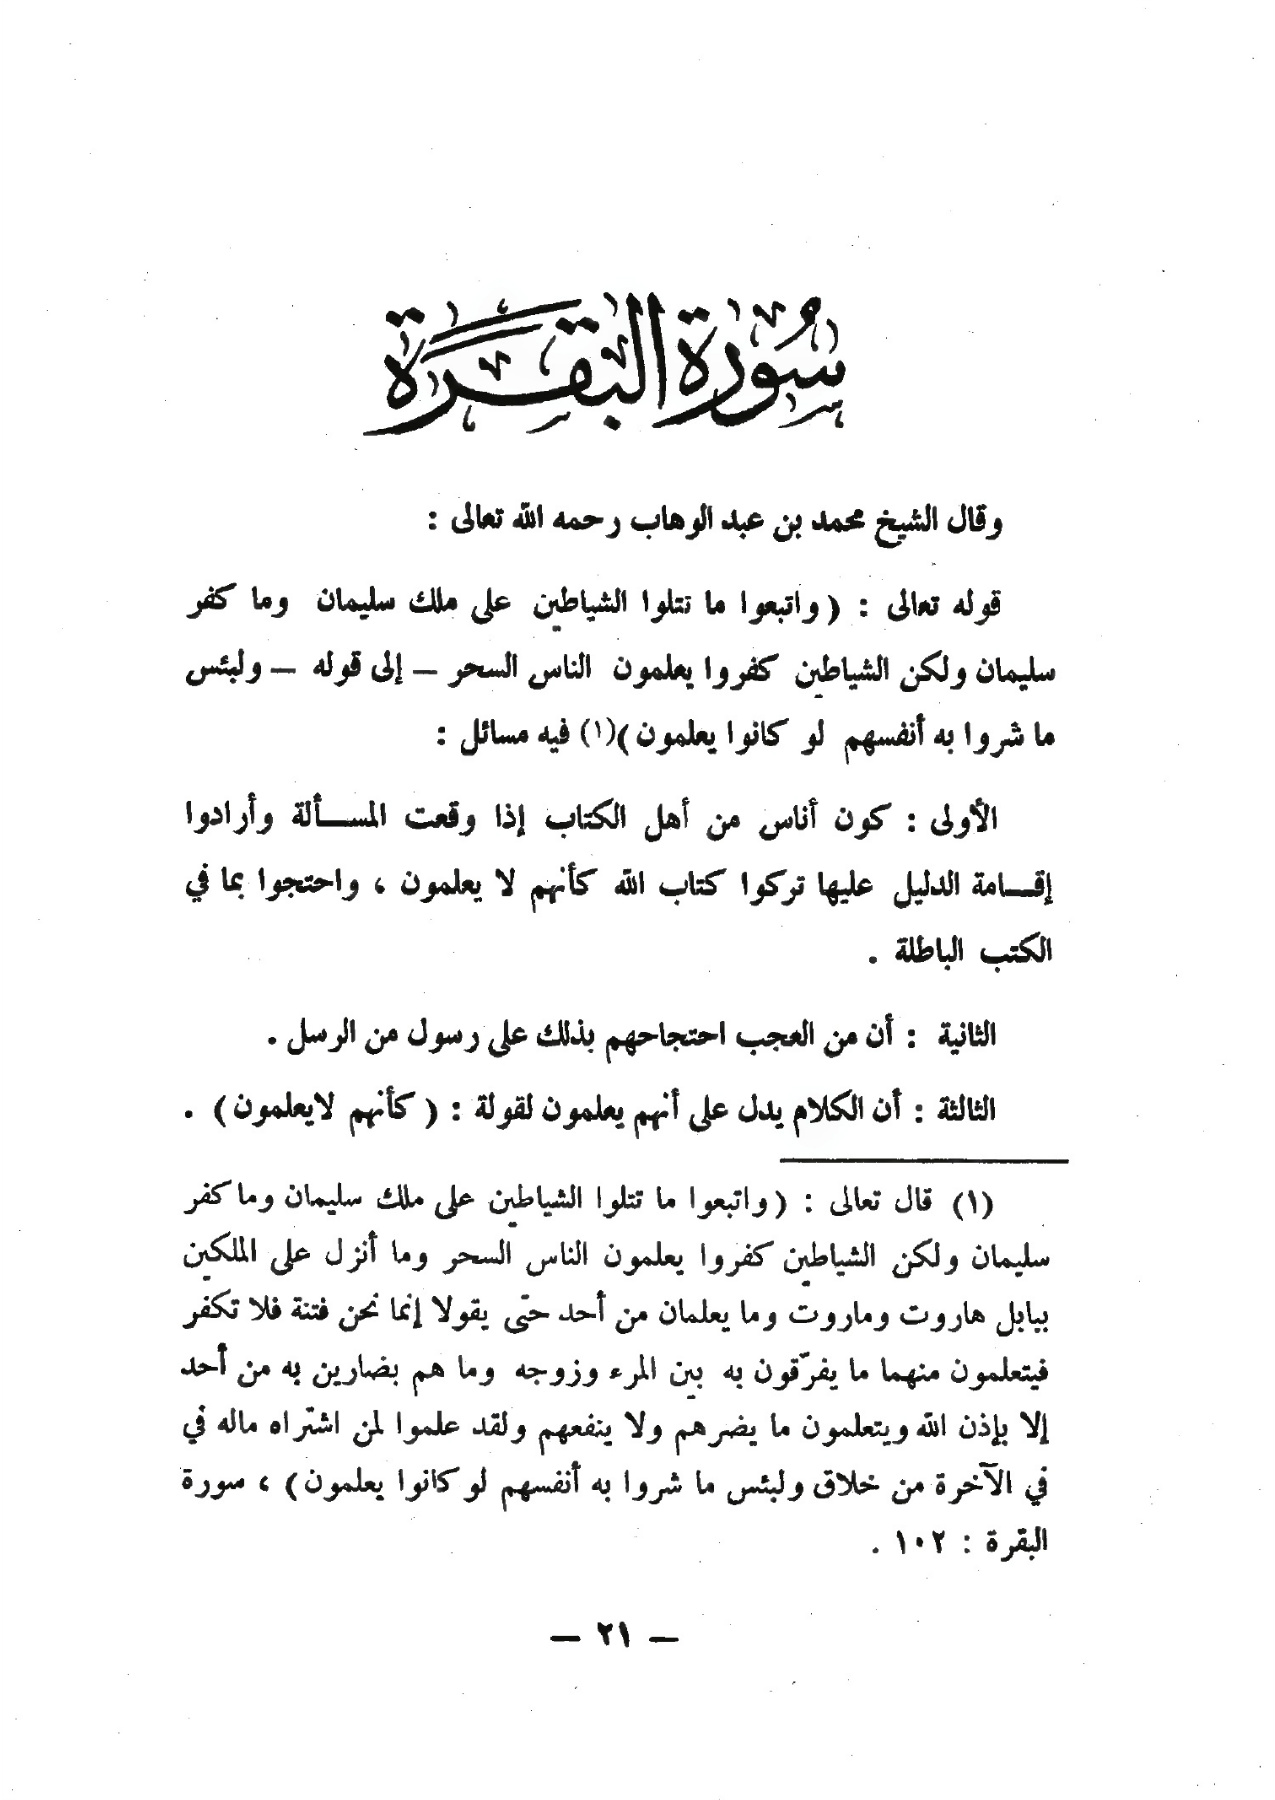 سورة البقرة
وقال الشيخ محمد بن عبد الوهاب رحمه الله تعالى :
قوله تعالى : ( واتبعوا ما تتلوا الشياطين على ملك سليمان وما كفر
سليمان ولكن الشياطين كفروا يعلمون الناس السحر – إلى قوله – ولبئس
ما شروا به أنفسهم لو كانوا يعلمون )(١) فيه مسائل :
الأولى : كون أناس من أهل الكتاب إذا وقعت المســألة وأرادوا
إقــامة الدليل عليها تركوا كتاب الله كأنهم لا يعلمون ، واحتجوا بما في
الكتب الباطلة .
الثانية : أن من العجب احتجاجهم بذلك على رسول من الرسل .
الثالثة : أن الكلام يدل على أنهم يعلمون لقولة : ( كأنهم لايعلمون ) .
(١) قال تعالى : ( واتبعوا ما تتلوا الشياطين على ملك سليمان وما كفر
سليمان ولكن الشياطين كفروا يعلمون الناس السحر وما أنزل على الملكين
ببابل هاروت وماروت وما يعلمان من أحد حتّى يقولا إنما نحن فتنة فلا تكفر
فيتعلمون منهما ما يفرّقون به بين المرء وزوجه وما هم بضارين به من أحد
إلا بإذن الله ويتعلمون ما يضرهم ولا ينفعهم ولقد علموا لمن اشتراه ماله في
في الآخرة من خلاق ولبئس ما شروا به أنفسهم لو كانوا يعلمون ) ، سورة
البقرة : ١٠٢ .
– ٢١ –